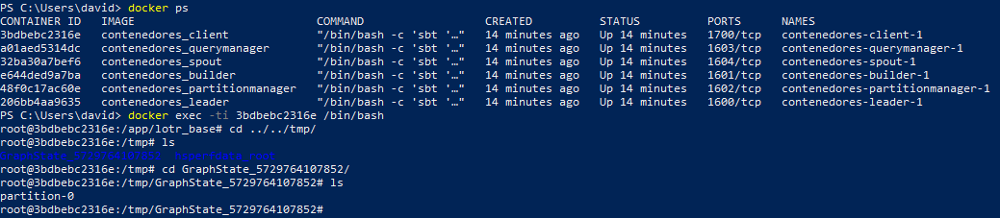 PS C:\Users\david> docker ps
CONTAINER ID   IMAGE                           COMMAND                  CREATED          STATUS          PORTS      NAMES
3bdbebc2316e   contenedores_client             "/bin/bash -c 'sbt '…"   14 minutes ago   Up 14 minutes   1700/tcp   contenedores-client-1
a01aed5314dc   contenedores_querymanager       "/bin/bash -c 'sbt '…"   14 minutes ago   Up 14 minutes   1603/tcp   contenedores-querymanager-1
32ba30a7bef6   contenedores_spout              "/bin/bash -c 'sbt '…"   14 minutes ago   Up 14 minutes   1604/tcp   contenedores-spout-1
e644ded9a7ba   contenedores_builder            "/bin/bash -c 'sbt '…"   14 minutes ago   Up 14 minutes   1601/tcp   contenedores-builder-1
48f0c17ac60e   contenedores_partitionmanager   "/bin/bash -c 'sbt '…"   14 minutes ago   Up 14 minutes   1602/tcp   contenedores-partitionmanager-1
206bb4aa9635   contenedores_leader             "/bin/bash -c 'sbt '…"   14 minutes ago   Up 14 minutes   1600/tcp   contenedores-leader-1
PS C:\Users\david> docker exec -ti 3bdbebc2316e /bin/bash
root@3bdbebc2316e:/app/lotr_base# cd ../../tmp/
root@3bdbebc2316e:/tmp# ls
GraphState_5729764107852  hsperfdata_root
root@3bdbebc2316e:/tmp# cd GraphState_5729764107852/
root@3bdbebc2316e:/tmp/GraphState_5729764107852# ls
partition-0
root@3bdbebc2316e:/tmp/GraphState_5729764107852#